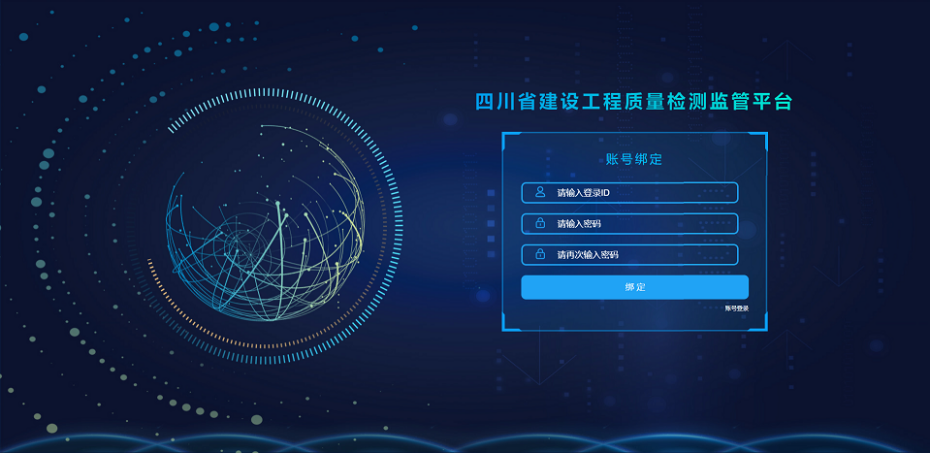 四川省建设工程质量检测监管平台
账号绑定
请输入登录ID
请输入密码
请再次输入密码
绑定
账号登录